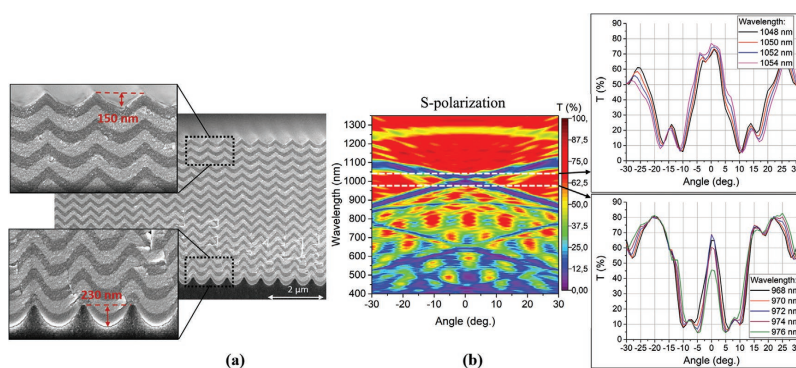 150 nm
230 nm
2 µm
(a)
S-polarization
T (%)
1300
1200
1100
1000
900
800
700
600
500
400
Wavelength (nm)
-30 -20 -10 0 10 20 30
Angle (deg.)
100,
87,5
75,0
62,5
50,0
37,5
25,0
12,5
0,00
(b)
90
80
70
60
50
40
30
20
10
0
T (%)
Wavelength:
1048 nm
1050 nm
1052 nm
1054 nm
-30 -25 -20 -15 -10 -5 0 5 10 15 20 25 30
Angle (deg.)
90
80
70
60
50
40
30
20
10
0
T (%)
Wavelength:
968 nm
970 nm
972 nm
974 nm
976 nm
-30 -25 -20 -15 -10 -5 0 5 10 15 20 25 3
Angle (deg.)